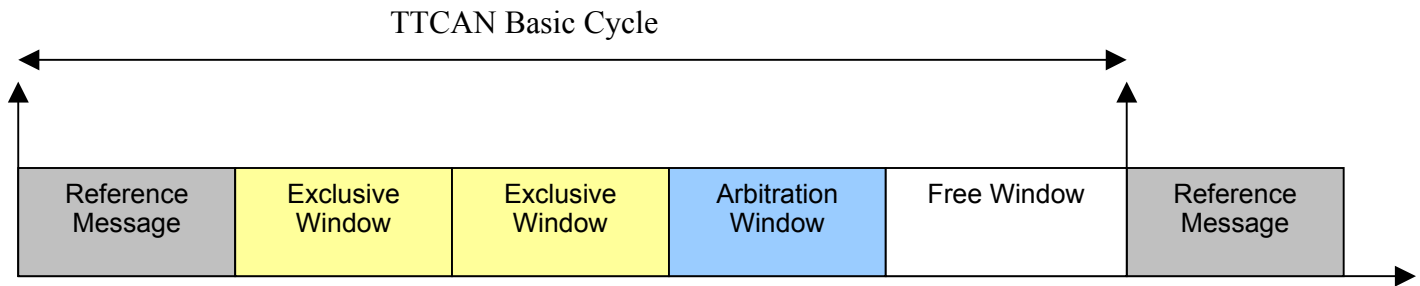 TTCAN Basic Cycle
Reference
Message
Exclusive
Window
Exclusive
Window
Arbitration
Window
Free Window
Reference
Message